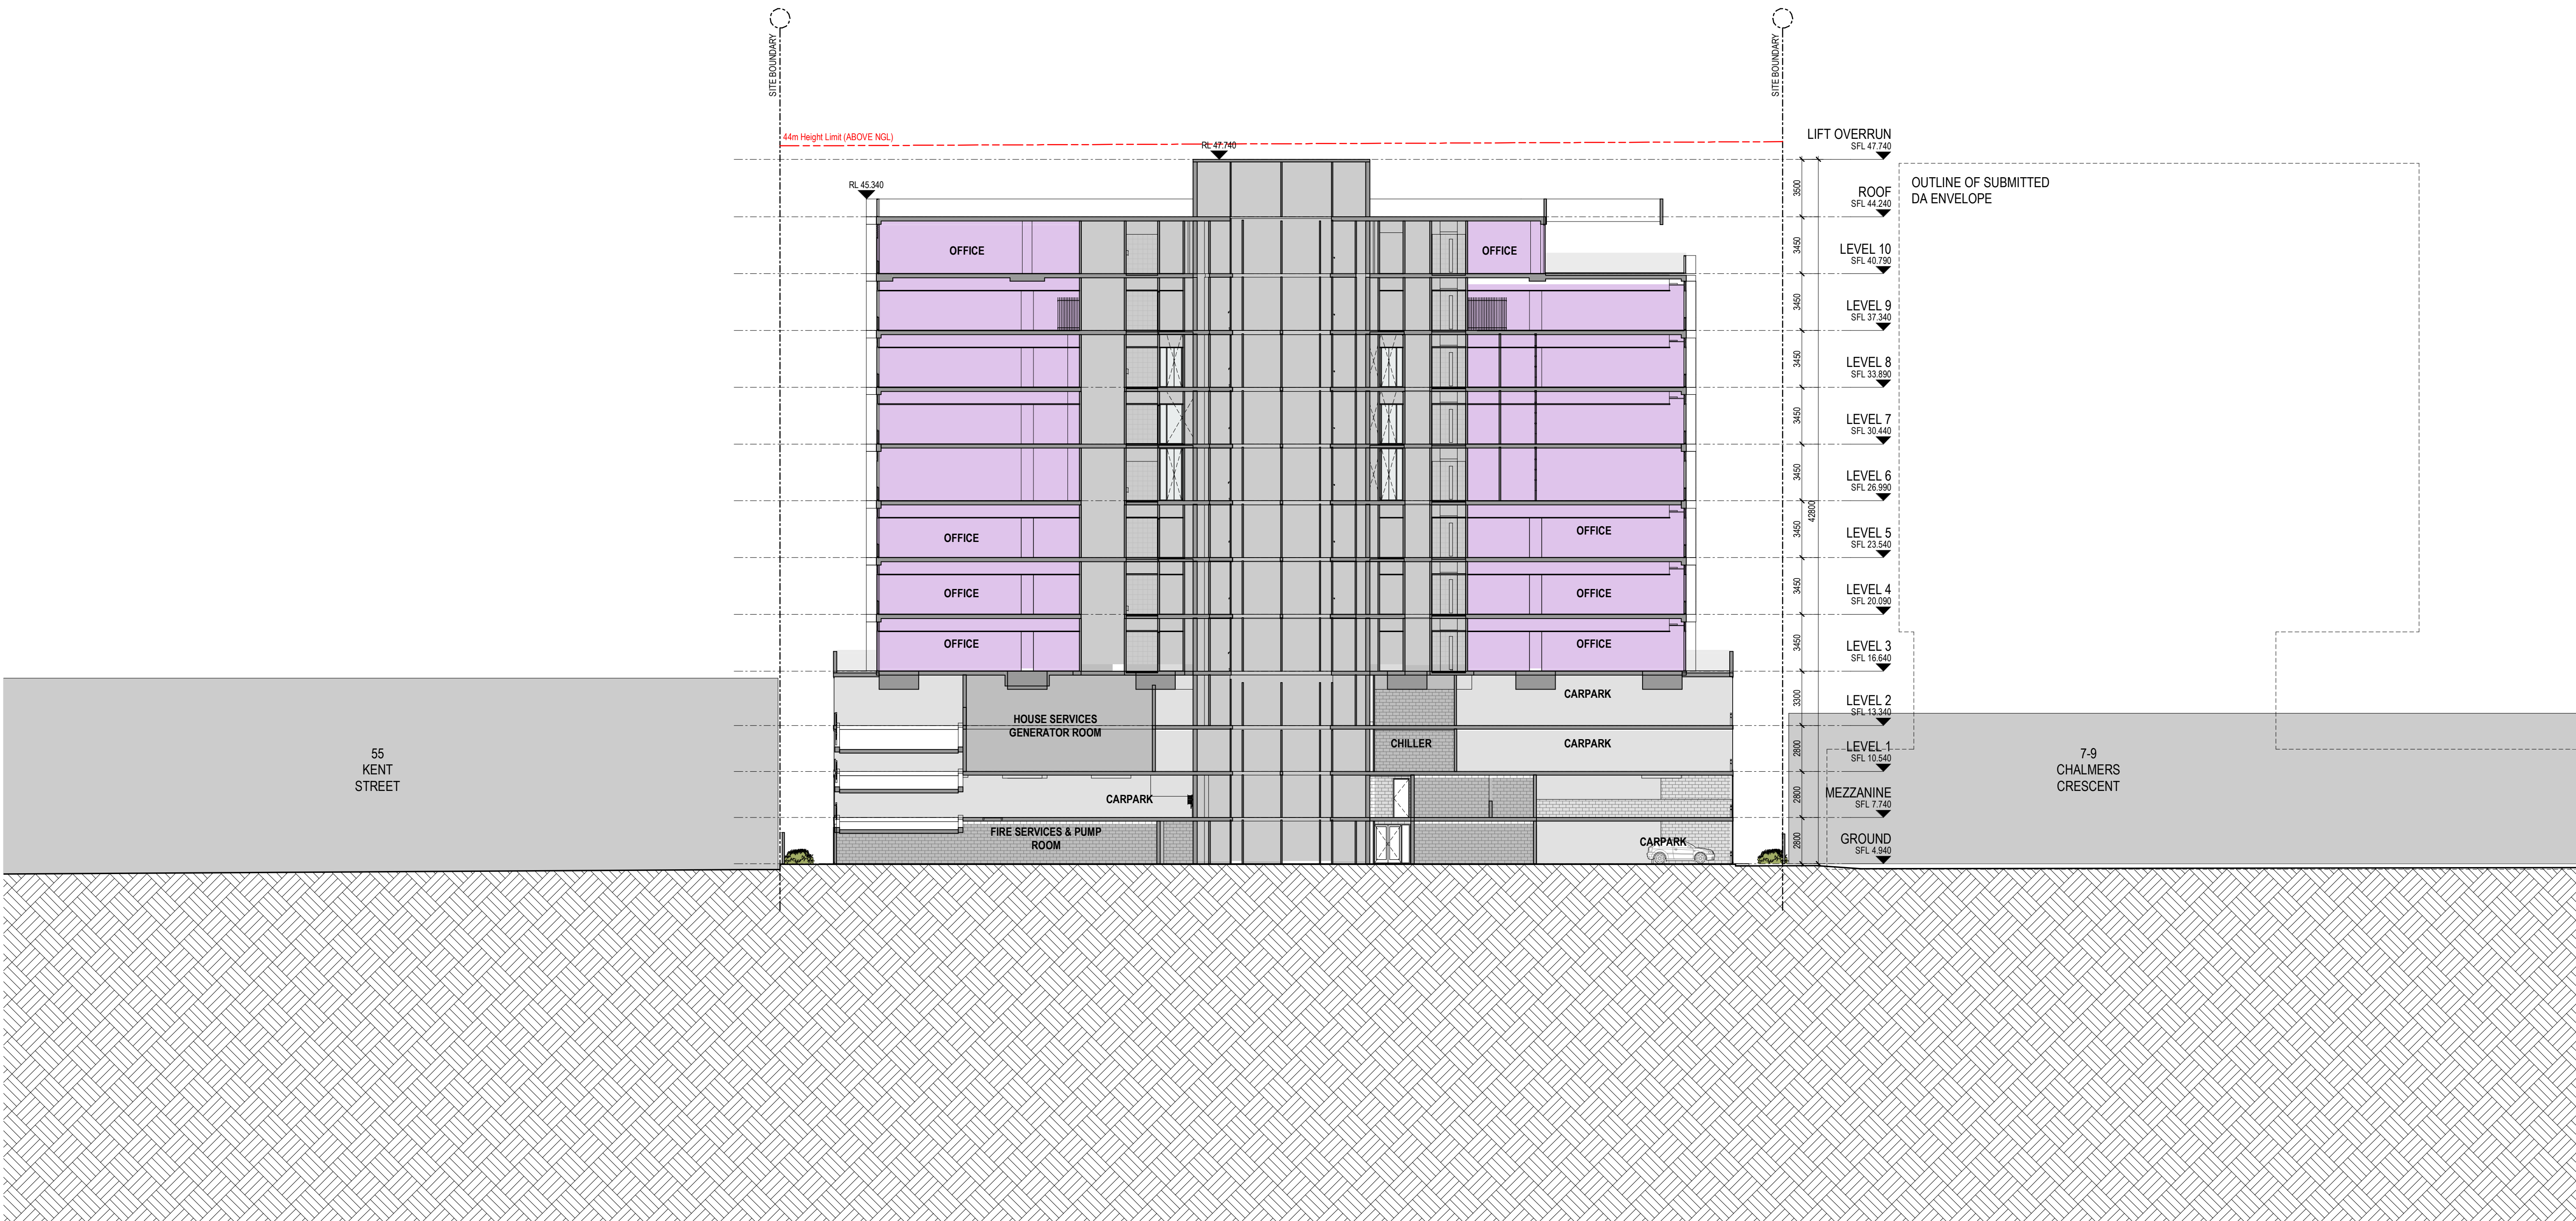 SITE BOUNDARY
SITE BOUNDARY
44m Height Limit (ABOVE NGL)
RL 47.740
RL 45.340
LIFT OVERRUN
SFL 47.740
3500
ROOF
SFL 44.240
OUTLINE OF SUBMITTED
DA ENVELOPE
3450
LEVEL 10
SFL 40.790
OFFICE
OFFICE
3450
LEVEL 9
SFL 37.340
3450
LEVEL 8
SFL 33.890
3450
LEVEL 7
SFL 30.440
3450
LEVEL 6
SFL 26.990
42800
OFFICE
OFFICE
3450
LEVEL 5
SFL 23.540
OFFICE
OFFICE
3450
LEVEL 4
SFL 20.090
OFFICE
OFFICE
3450
LEVEL 3
SFL 16.640
CARPARK
3300
LEVEL 2
SFL 13.340
HOUSE SERVICES
GENERATOR ROOM
CHILLER
CARPARK
2800
LEVEL 1
SFL 10.540
55
KENT
STREET
7-9
CHALMERS
CRESCENT
CARPARK
2800
MEZZANINE
SFL 7.740
FIRE SERVICES & PUMP
ROOM
CARPARK
2800
GROUND
SFL 4.940